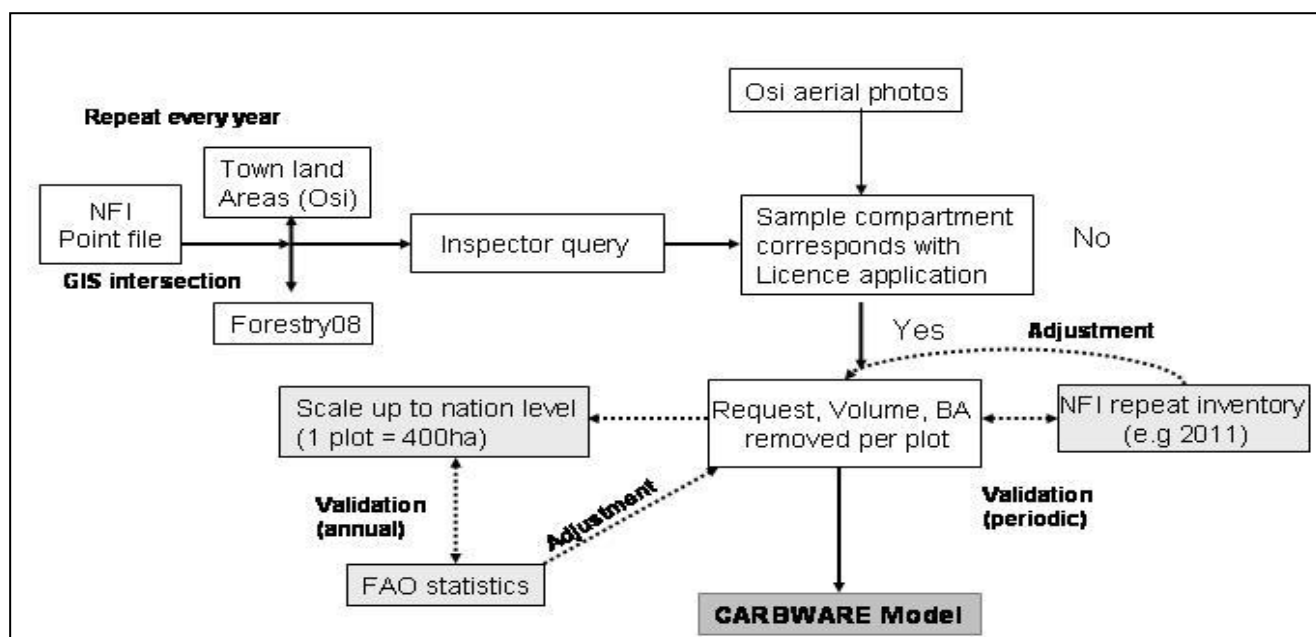 Osi aerial photos
Repeat every year
Town land
Areas (Osi)
NFI
Point file
GIS intersection
Forestry08
Inspector query
Sample compartment
corresponds with
Licence application
No
Yes
Adjustment
Scale up to nation level
(1 plot = 400ha)
Request, Volume, BA
removed per plot
NFI repeat inventory
(e.g 2011)
Validation
(annual)
Adjustment
Validation
(periodic)
FAO statistics
CARBWARE Model